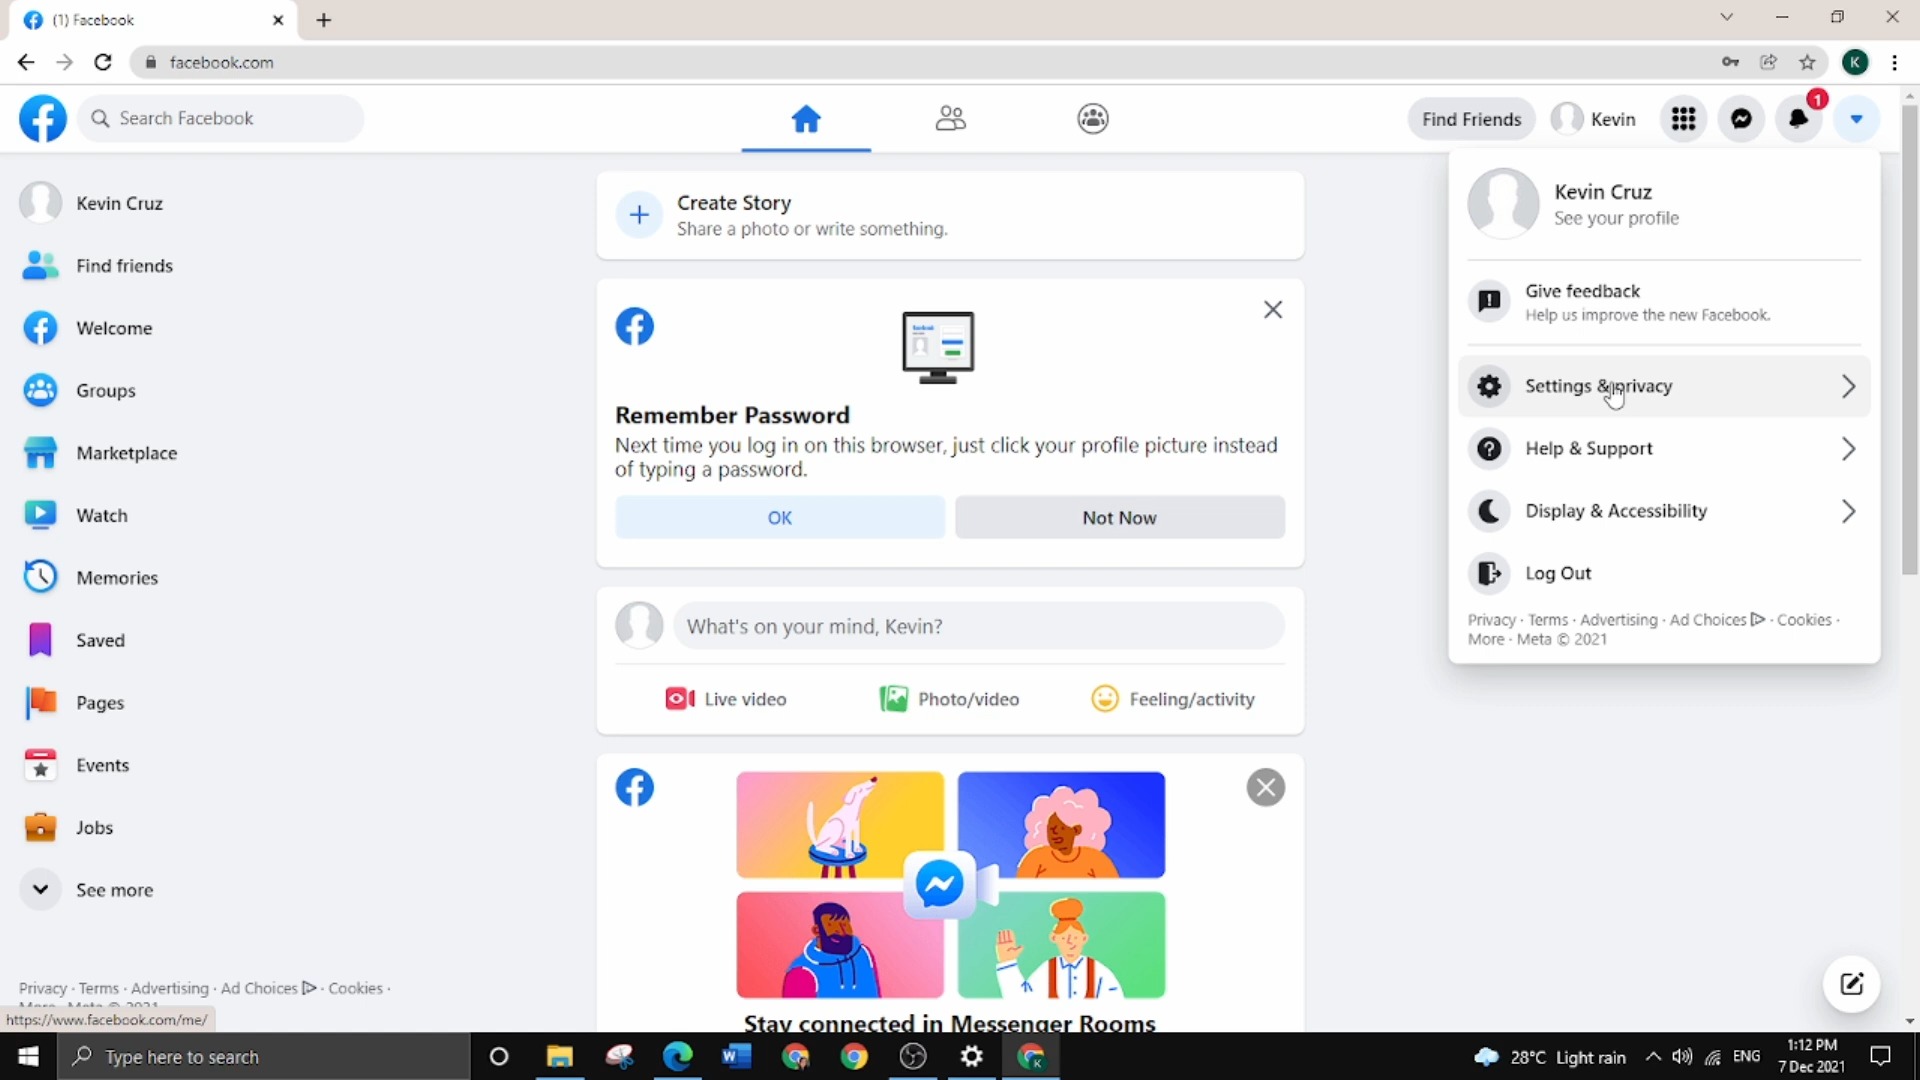 (1) Facebook
facebook.com
K
Search Facebook
Find Friends
Kevin
1
Kevin Cruz
Find friends
Welcome
Groups
Marketplace
Watch
Memories
Saved
Pages
Events
Jobs
See more
Privacy · Terms · Advertising · Ad Choices · Cookies ·
More · Meta © 2021
https://www.facebook.com/me/
Create Story
Share a photo or write something.
Remember Password
Next time you log in on this browser, just click your profile picture instead
of typing a password.
OK
Not Now
What's on your mind, Kevin?
Live video
Photo/video
Feeling/activity
Stay connected in Messenger Rooms
Kevin Cruz
See your profile
Give feedback
Help us improve the new Facebook.
Settings & privacy
Help & Support
Display & Accessibility
Log Out
Privacy · Terms · Advertising · Ad Choices · Cookies ·
More · Meta © 2021
Type here to search
28°C Light rain
ENG
1:12 PM
7 Dec 2021